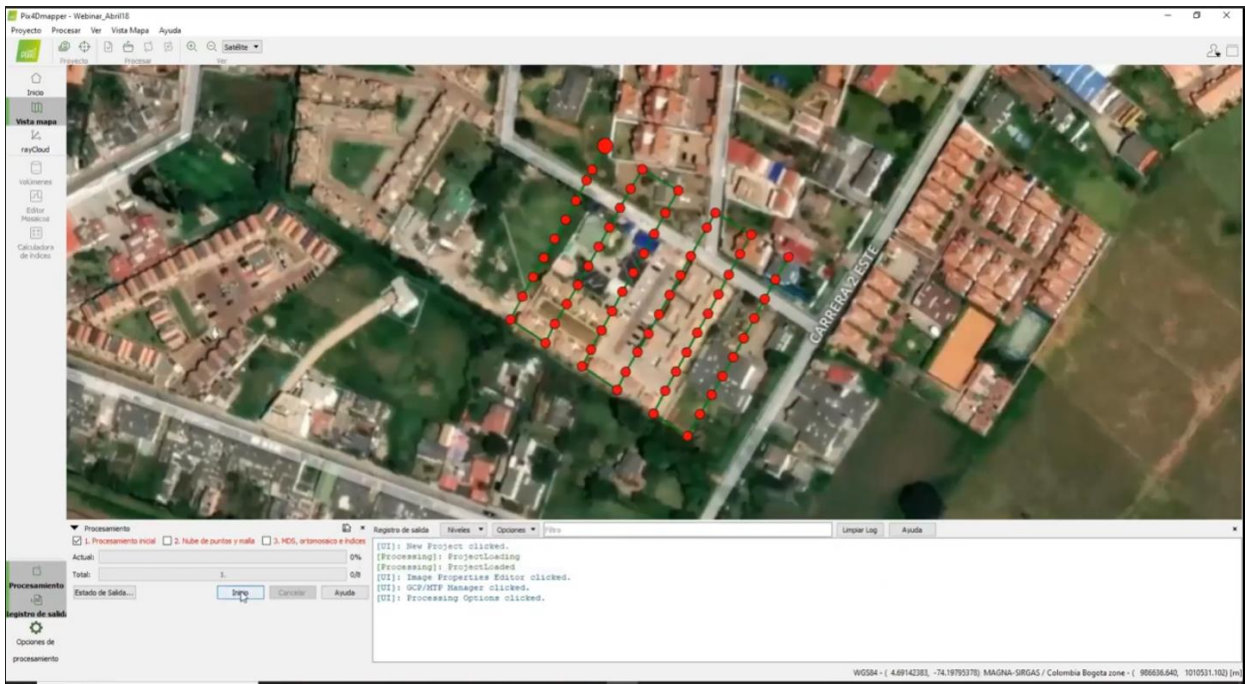 Pix4Dmapper - Webinar_Abril18
Proyecto Procesar Ver Vista Mapa Ayuda
Satélite
Proyecto Procesar Ver
Inicio
Vista mapa
rayCloud
Volúmenes
Editor
Mosaicos
Calculadora
de índices
CARRERA 2 ESTE
Procesamiento
1. Procesamiento inicial 2. Nube de puntos y malla 3. MDS, ortomosaico e índices
Actual: 0%
Total: 0/8
Estado de Salida... Inicio Cancelar Ayuda
Registro de salida Niveles Opciones Filtro Limpiar Log Ayuda
[UI]: New Project clicked.
[Processing]: ProjectLoading
[Processing]: ProjectLoaded
[UI]: Image Properties Editor clicked.
[UI]: GCP/MTP Manager clicked.
[UI]: Processing Options clicked.
Procesamiento
Registro de salida
Opciones de
procesamiento
WGS84 - ( 4.69142383, -74.19795378) MAGNA-SIRGAS / Colombia Bogota zone - ( 986636.640, 1010531.102) [m]